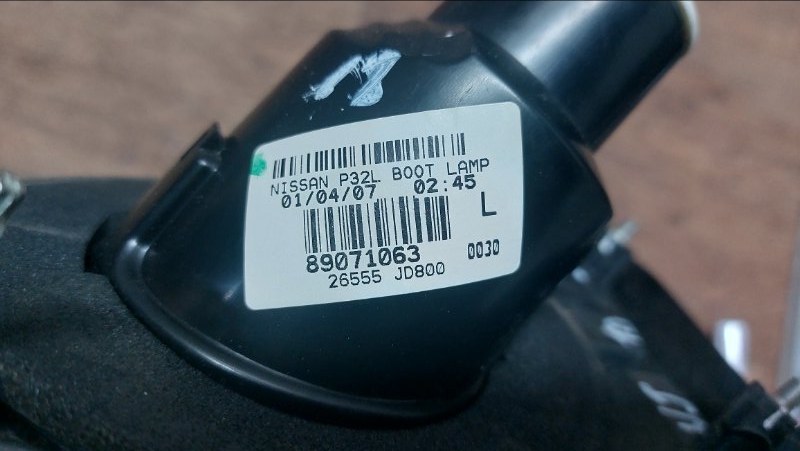 NISSAN P32L BOOT LAMP
01/04/07 02:45
L
89071063 0030
26555 JD800